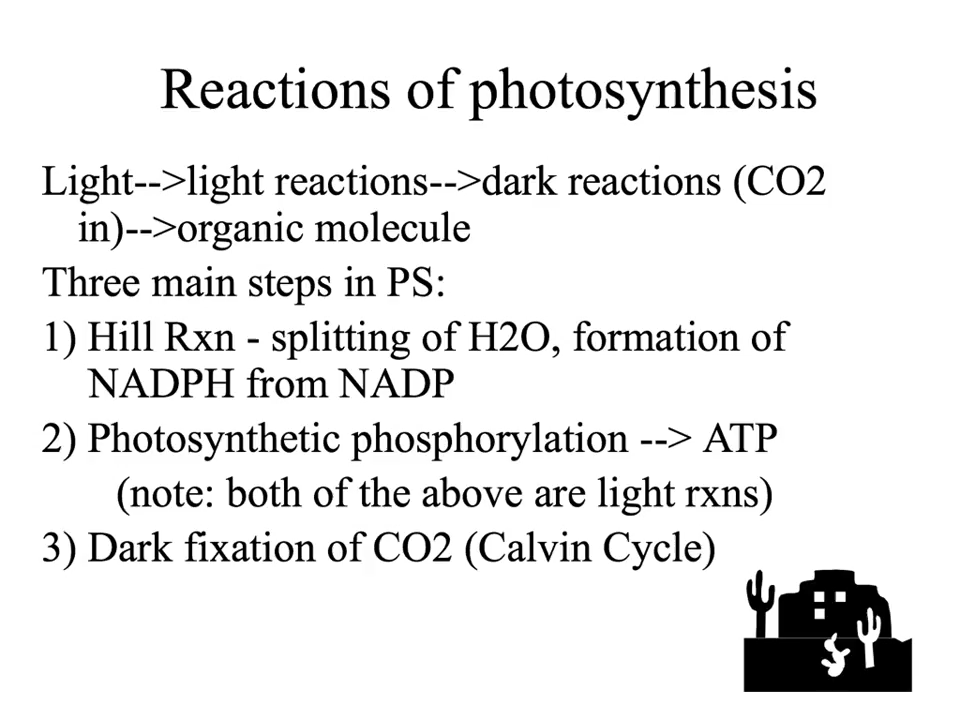 Reactions of photosynthesis
Light-->light reactions-->dark reactions (CO2
in)-->organic molecule
Three main steps in PS:
1) Hill Rxn - splitting of H2O, formation of
NADPH from NADP
2) Photosynthetic phosphorylation --> ATP
(note: both of the above are light rxns)
3) Dark fixation of CO2 (Calvin Cycle)